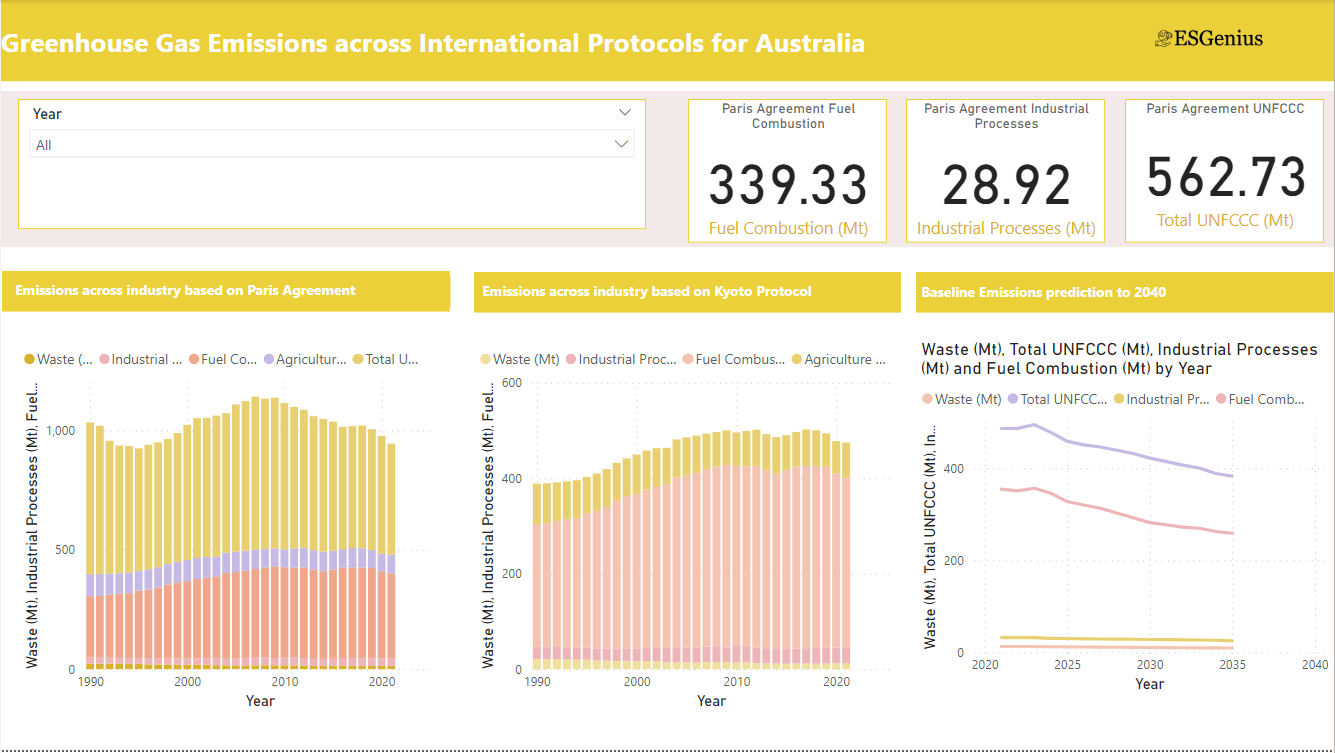 Greenhouse Gas Emissions across International Protocols for Australia
ESGenius
Year
All
Paris Agreement Fuel
Combustion
339.33
Fuel Combustion (Mt)
Paris Agreement Industrial
Processes
28.92
Industrial Processes (Mt)
Paris Agreement UNFCCC
562.73
Total UNFCCC (Mt)
Emissions across industry based on Paris Agreement
Waste (... Industrial ... Fuel Co... Agricultur... Total U...
Waste (Mt), Industrial Processes (Mt), Fuel...
1,000
500
0
1990 2000 2010 2020
Year
Emissions across industry based on Kyoto Protocol
Waste (Mt) Industrial Proc... Fuel Combus... Agriculture ...
Waste (Mt), Industrial Processes (Mt), Fuel...
600
400
200
0
1990 2000 2010 2020
Year
Baseline Emissions prediction to 2040
Waste (Mt), Total UNFCCC (Mt), Industrial Processes
(Mt) and Fuel Combustion (Mt) by Year
Waste (Mt) Total UNFCC... Industrial Pr... Fuel Comb...
Waste (Mt), Total UNFCCC (Mt), In...
400
200
0
2020 2025 2030 2035 2040
Year